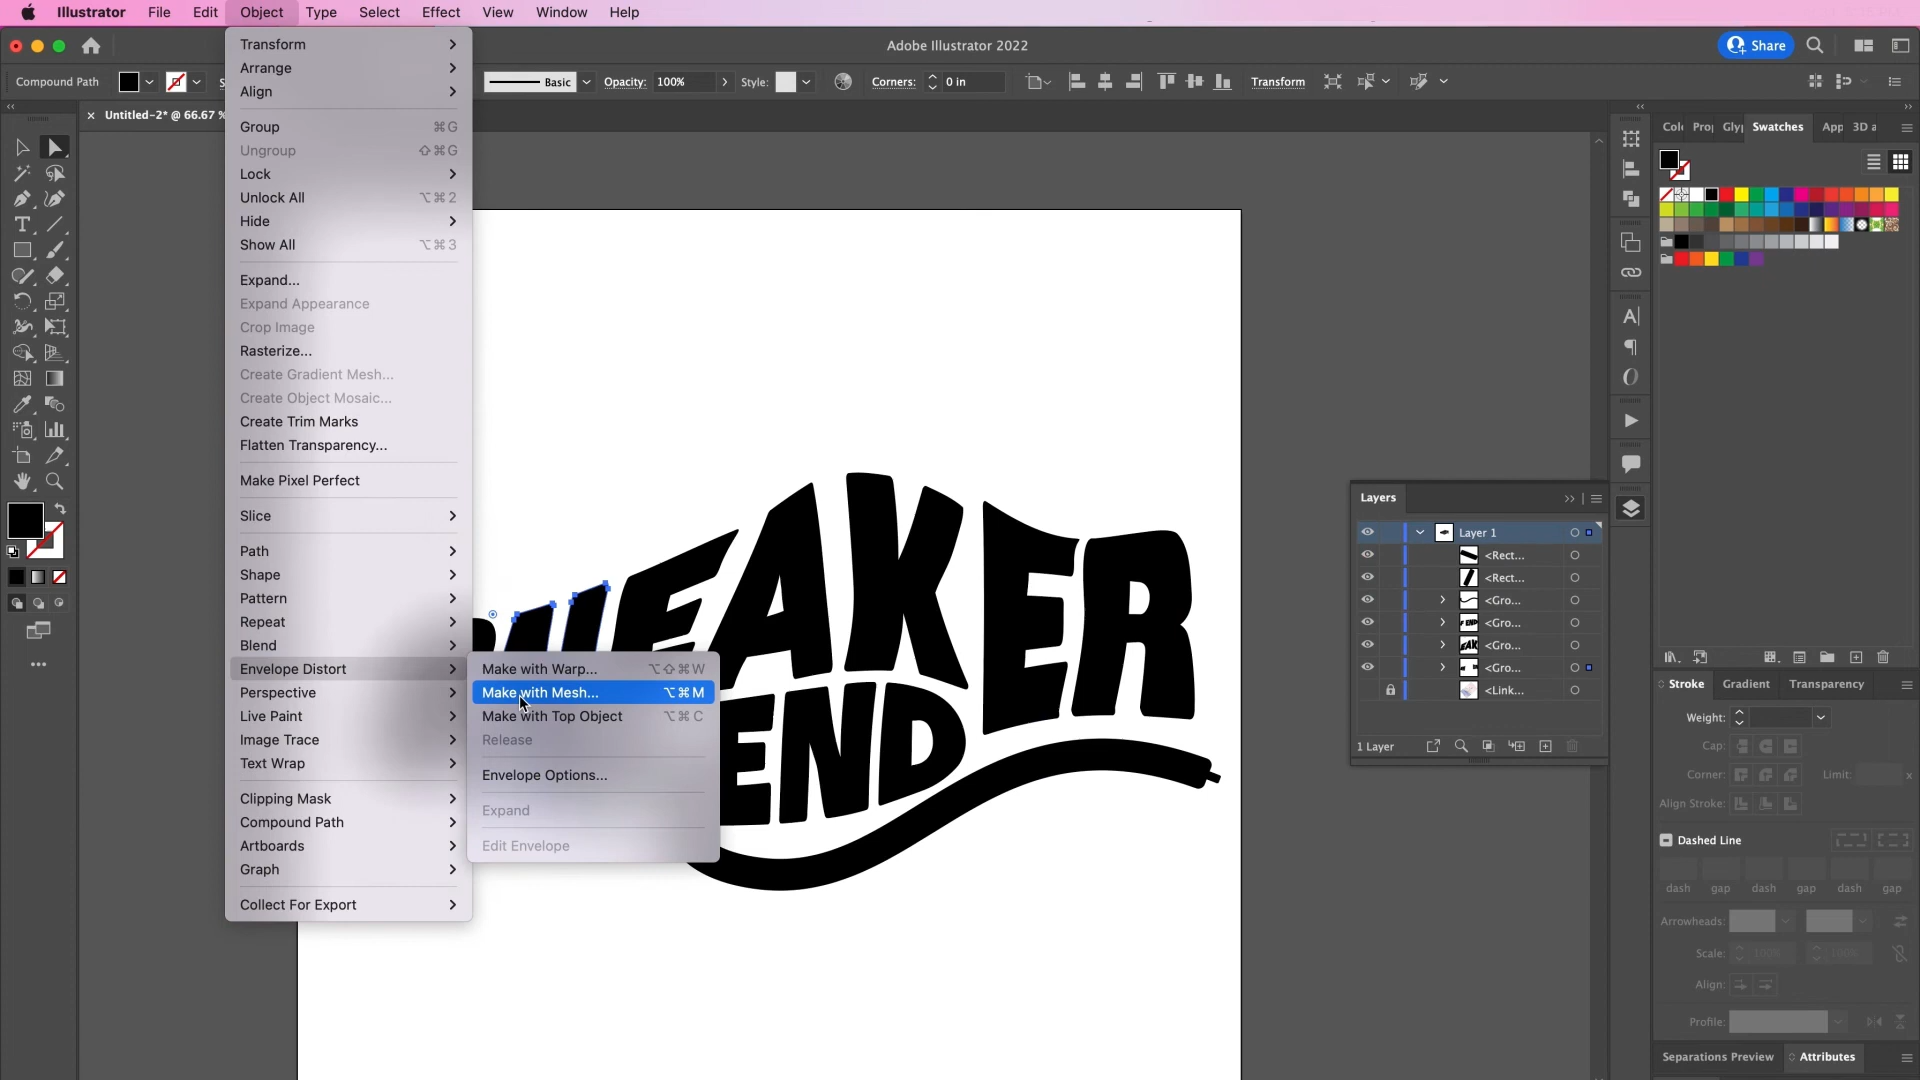 Illustrator File Edit Object Type Select Effect View Window Help
Adobe Illustrator 2022
Share
Compound Path
Basic
Opacity: 100%
Style:
Corners: 0 in
Transform
× Untitled-2* @ 66.67 %
Transform
Arrange
Align
Group ⌘G
Ungroup ⇧⌘G
Lock
Unlock All ⌥⌘2
Hide
Show All ⌥⌘3
Expand...
Expand Appearance
Crop Image
Rasterize...
Create Gradient Mesh...
Create Object Mosaic...
Create Trim Marks
Flatten Transparency...
Make Pixel Perfect
Slice
Path
Shape
Pattern
Repeat
Blend
Envelope Distort
Perspective
Live Paint
Image Trace
Text Wrap
Clipping Mask
Compound Path
Artboards
Graph
Collect For Export
Make with Warp... ⌥⇧⌘W
Make with Mesh... ⌥⌘M
Make with Top Object ⌥⌘C
Release
Envelope Options...
Expand
Edit Envelope
EAKER
END
Layers
Layer 1
<Rect...
<Rect...
<Gro...
<Gro...
<Gro...
<Gro...
<Link...
1 Layer
Col Pro Gly Swatches App 3D a
Stroke Gradient Transparency
Weight:
Cap:
Corner: Limit: x
Align Stroke:
Dashed Line
dash gap dash gap dash gap
Arrowheads:
Scale: 100% 100%
Align:
Profile:
Separations Preview Attributes